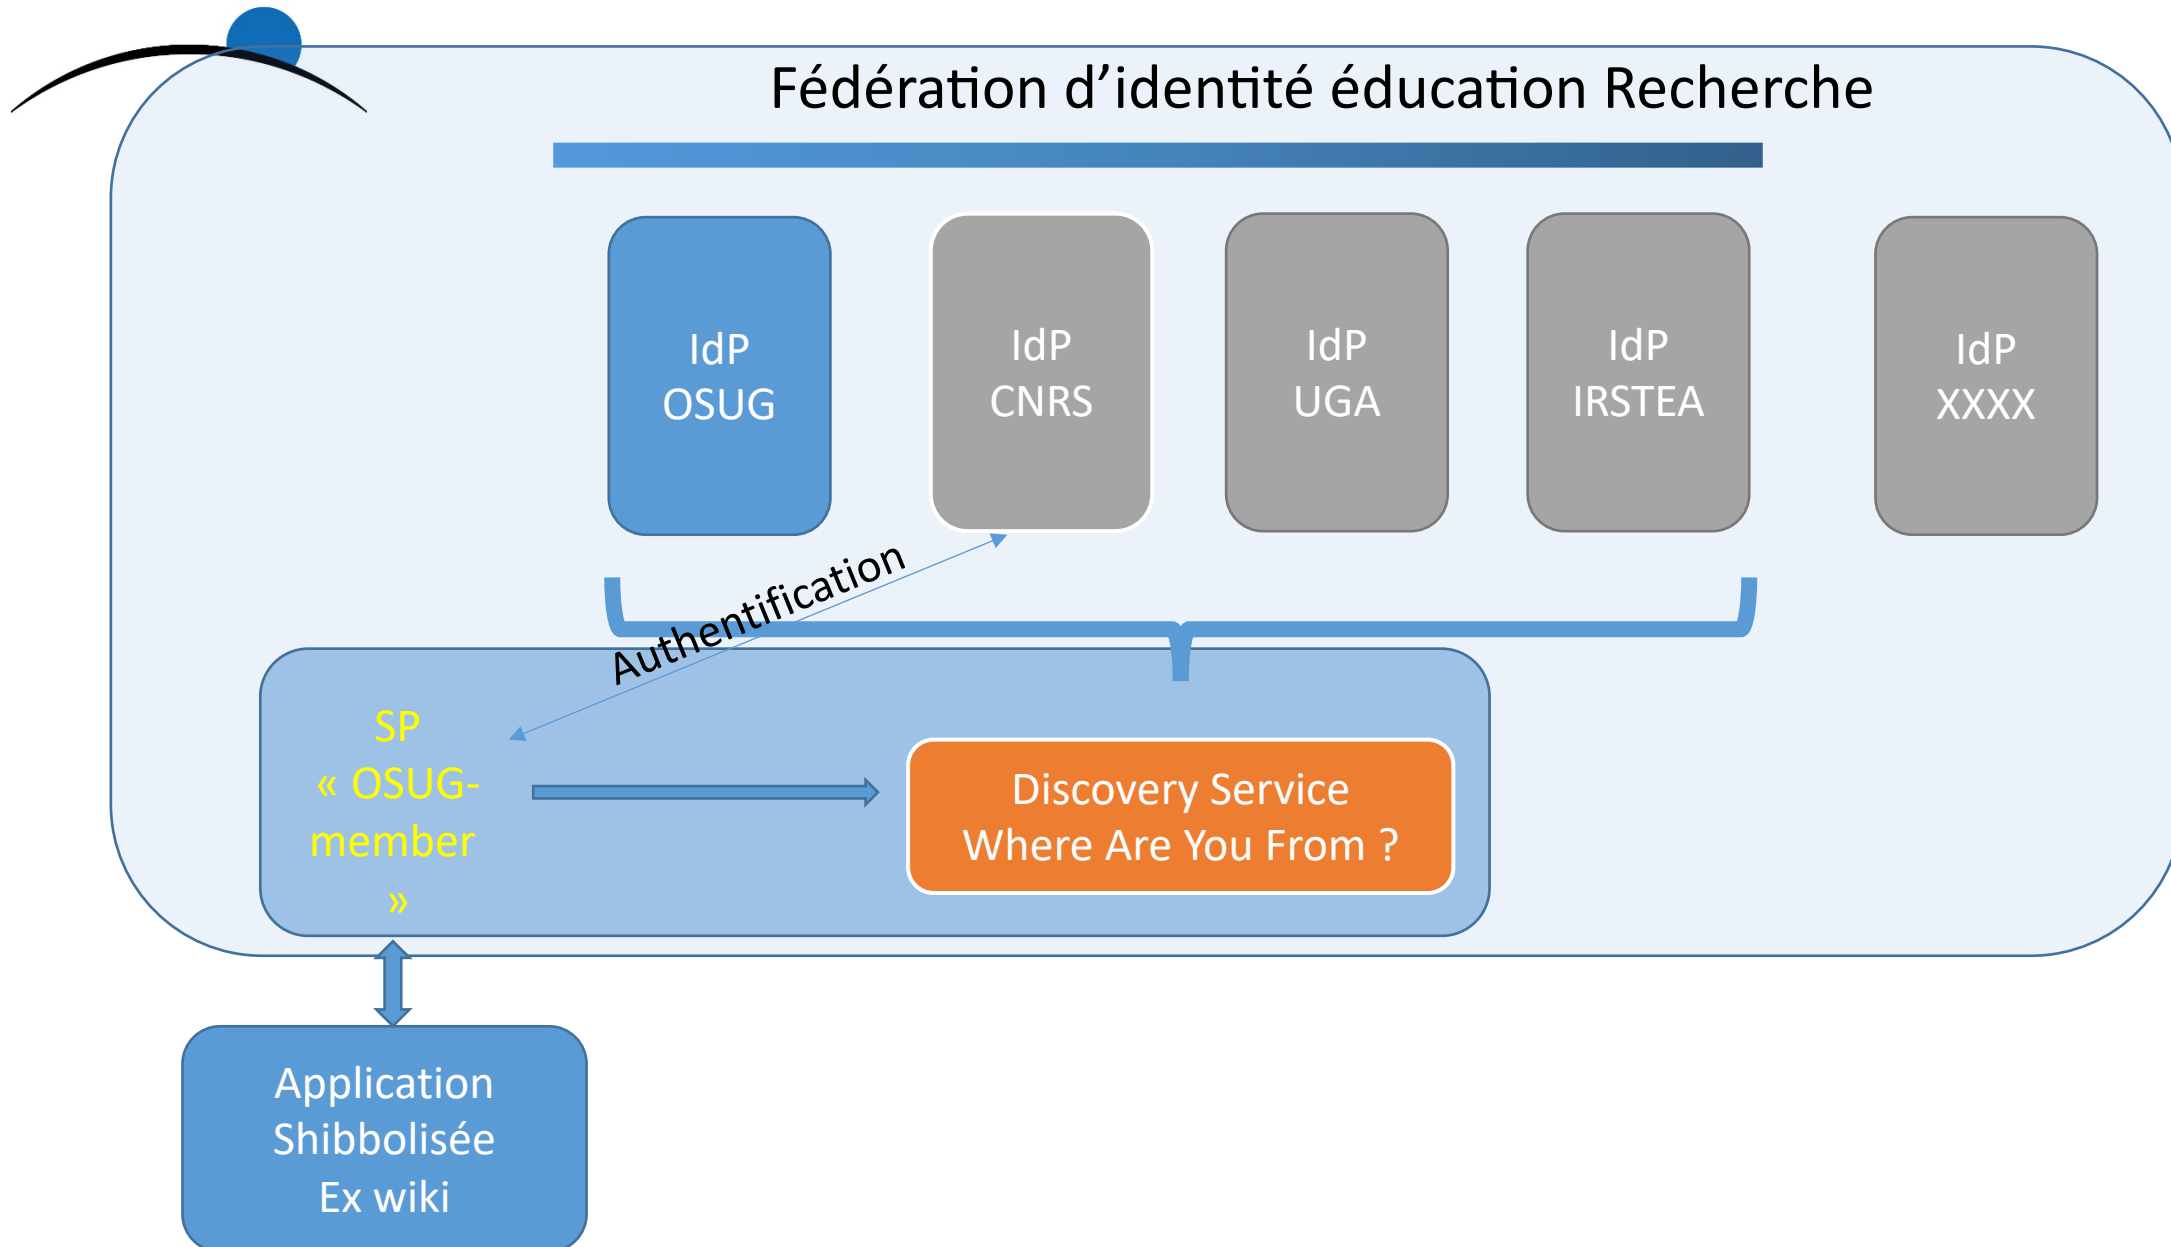 Fédération d’identité éducation Recherche
IdP
OSUG
IdP
CNRS
IdP
UGA
IdP
IRSTEA
IdP
XXXX
Authentification
SP
« OSUG-
member
»
Discovery Service
Where Are You From ?
Application
Shibbolisée
Ex wiki